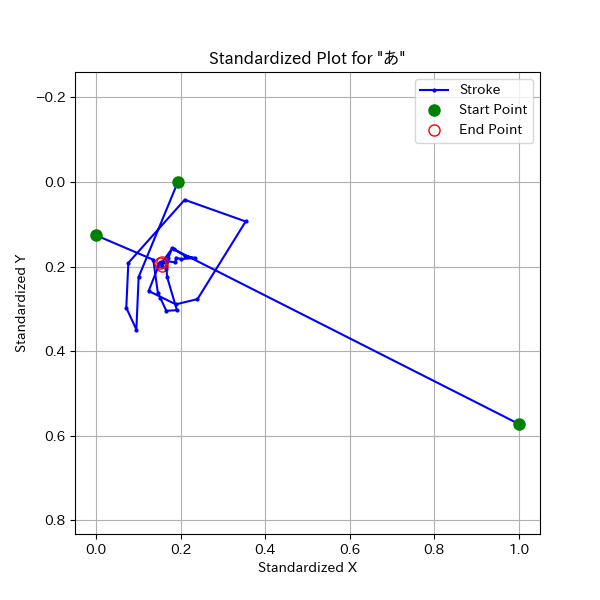 Standardized Plot for "あ"
Stroke
Start Point
End Point
−0.2
0.0
0.2
0.4
0.6
0.8
Standardized Y
0.0 0.2 0.4 0.6 0.8 1.0
Standardized X